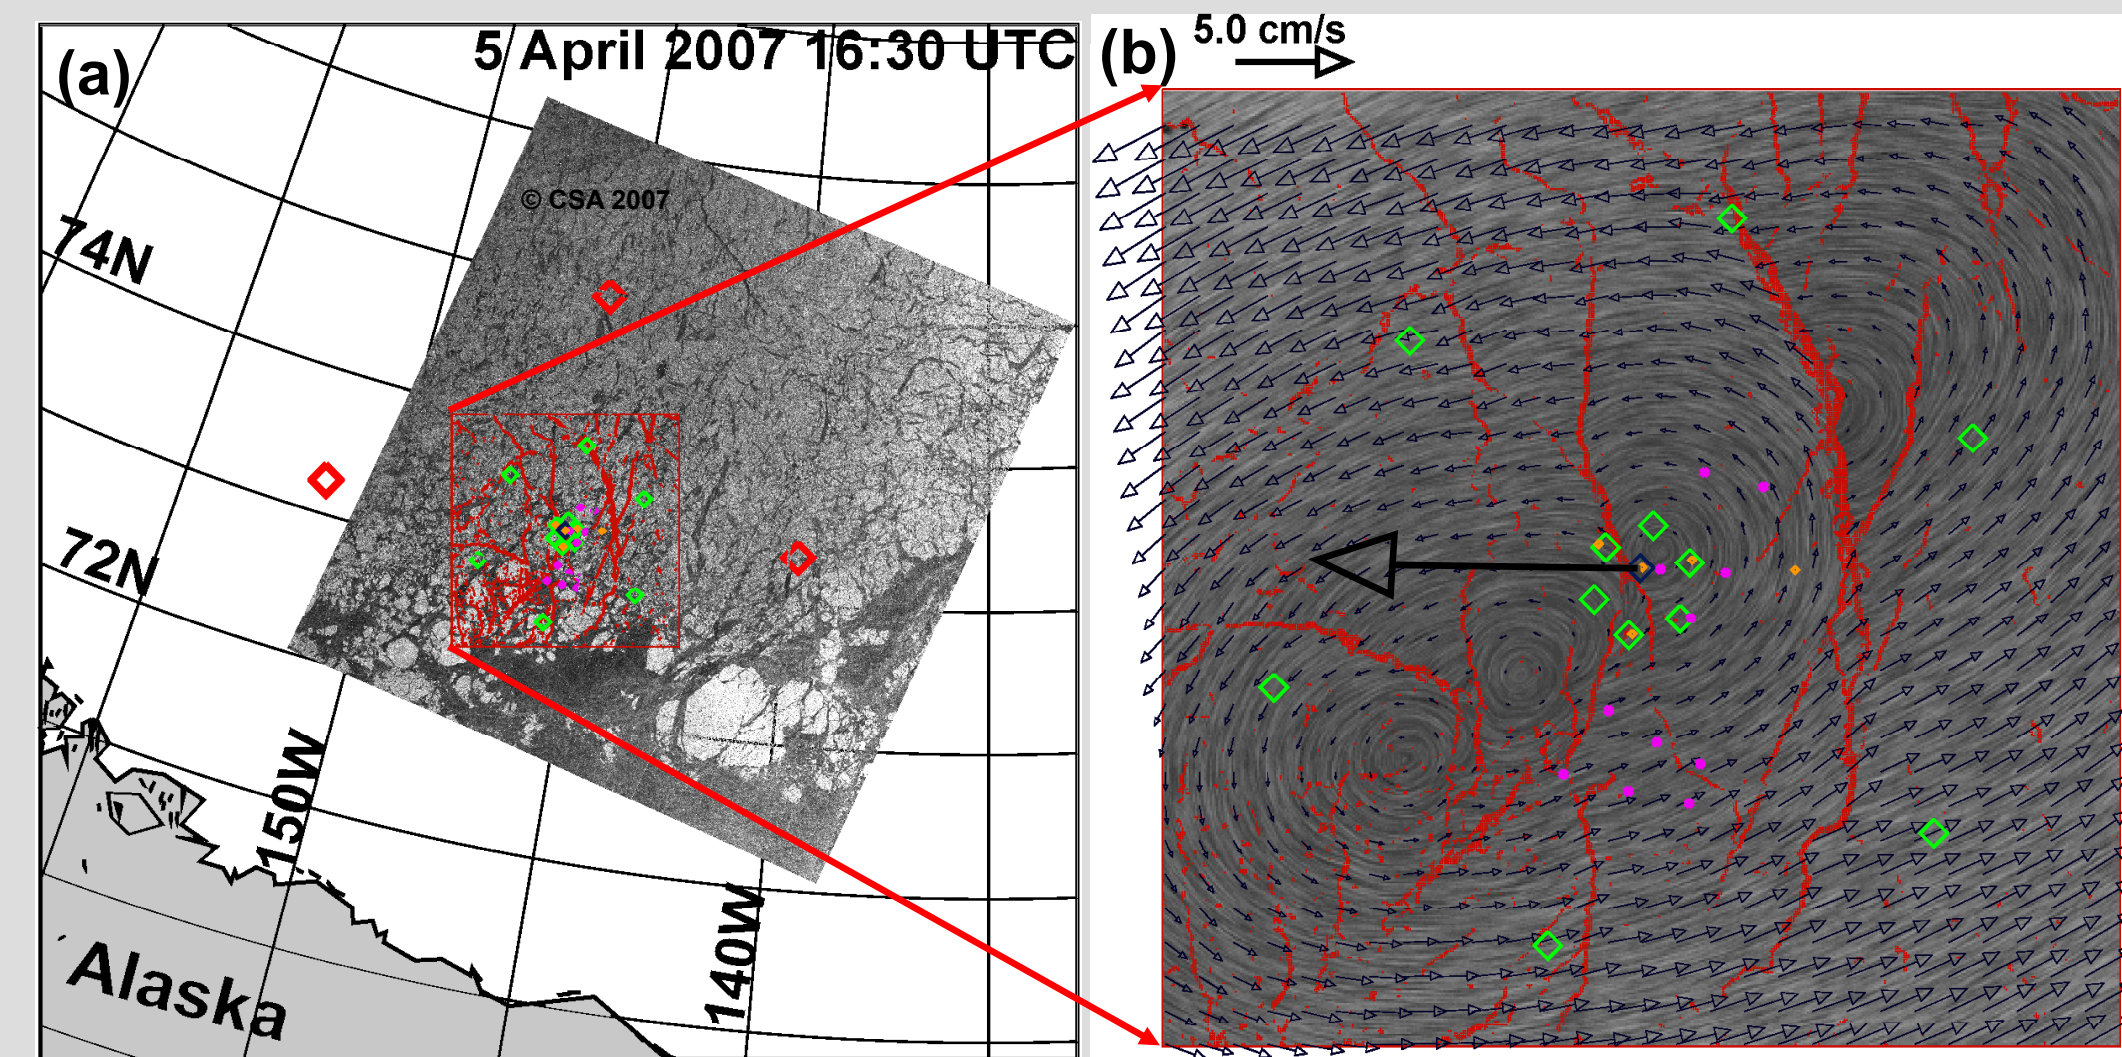 (a)
5 April 2007 16:30 UTC
© CSA 2007
74N
72N
150W
140W
Alaska
(b)
5.0 cm/s